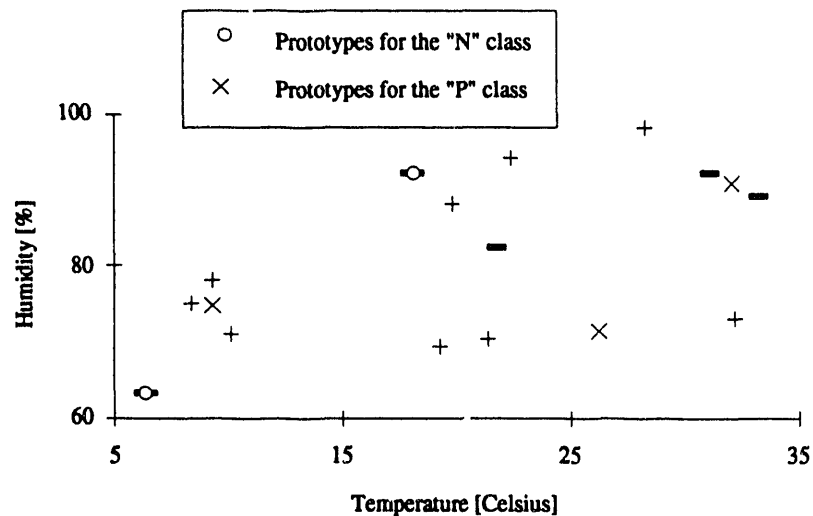 Prototypes for the "N" class
Prototypes for the "P" class
100
80
60
Humidity [%]
5
15
25
35
Temperature [Celsius]